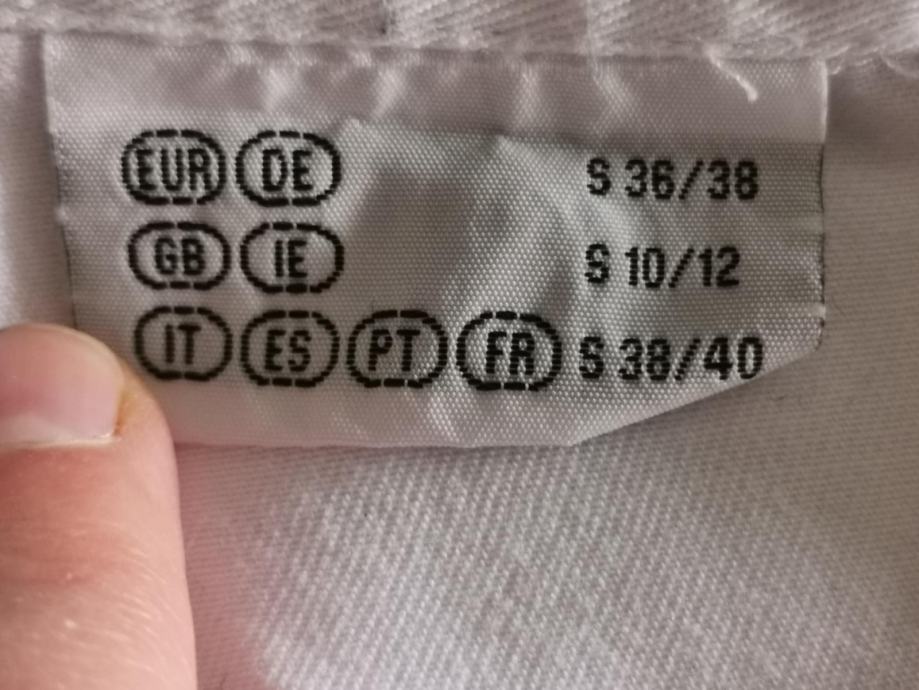 EUR DE S 36/38
GB IE S 10/12
IT ES PT FR S 38/40